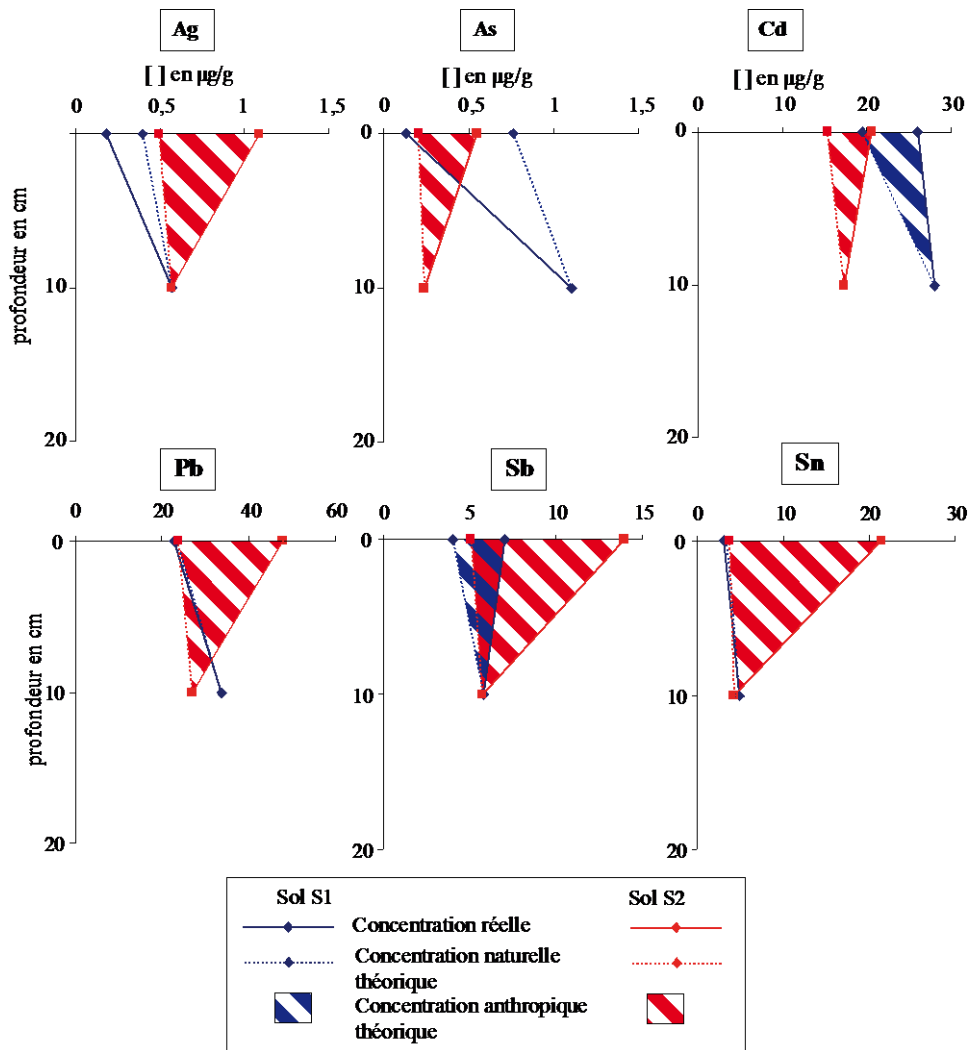 Ag
As
Cd
[ ] en µg/g
[ ] en µg/g
[ ] en µg/g
0 0,5 1 1,5
0 0,5 1 1,5
0 10 20 30
0
0
profondeur en cm
10
10
10
20
20
20
Pb
Sb
Sn
0 20 40 60
0 5 10 15
0 10 20 30
0
0
0
profondeur en cm
10
10
10
20
20
20
Sol S1
Sol S2
Concentration réelle
Concentration naturelle
théorique
Concentration anthropique
théorique